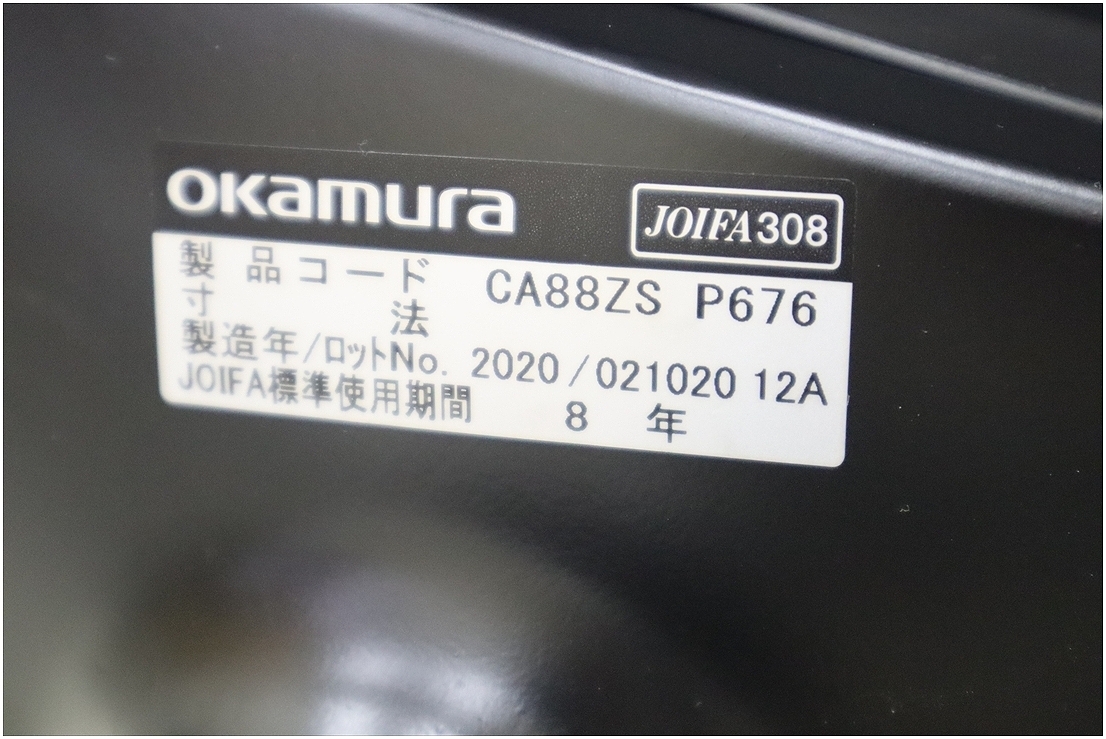 okamura
JOIFA308
製品コード CA88ZS P676
寸法
製造年/ロットNo. 2020/021020 12A
JOIFA標準使用期間 8年